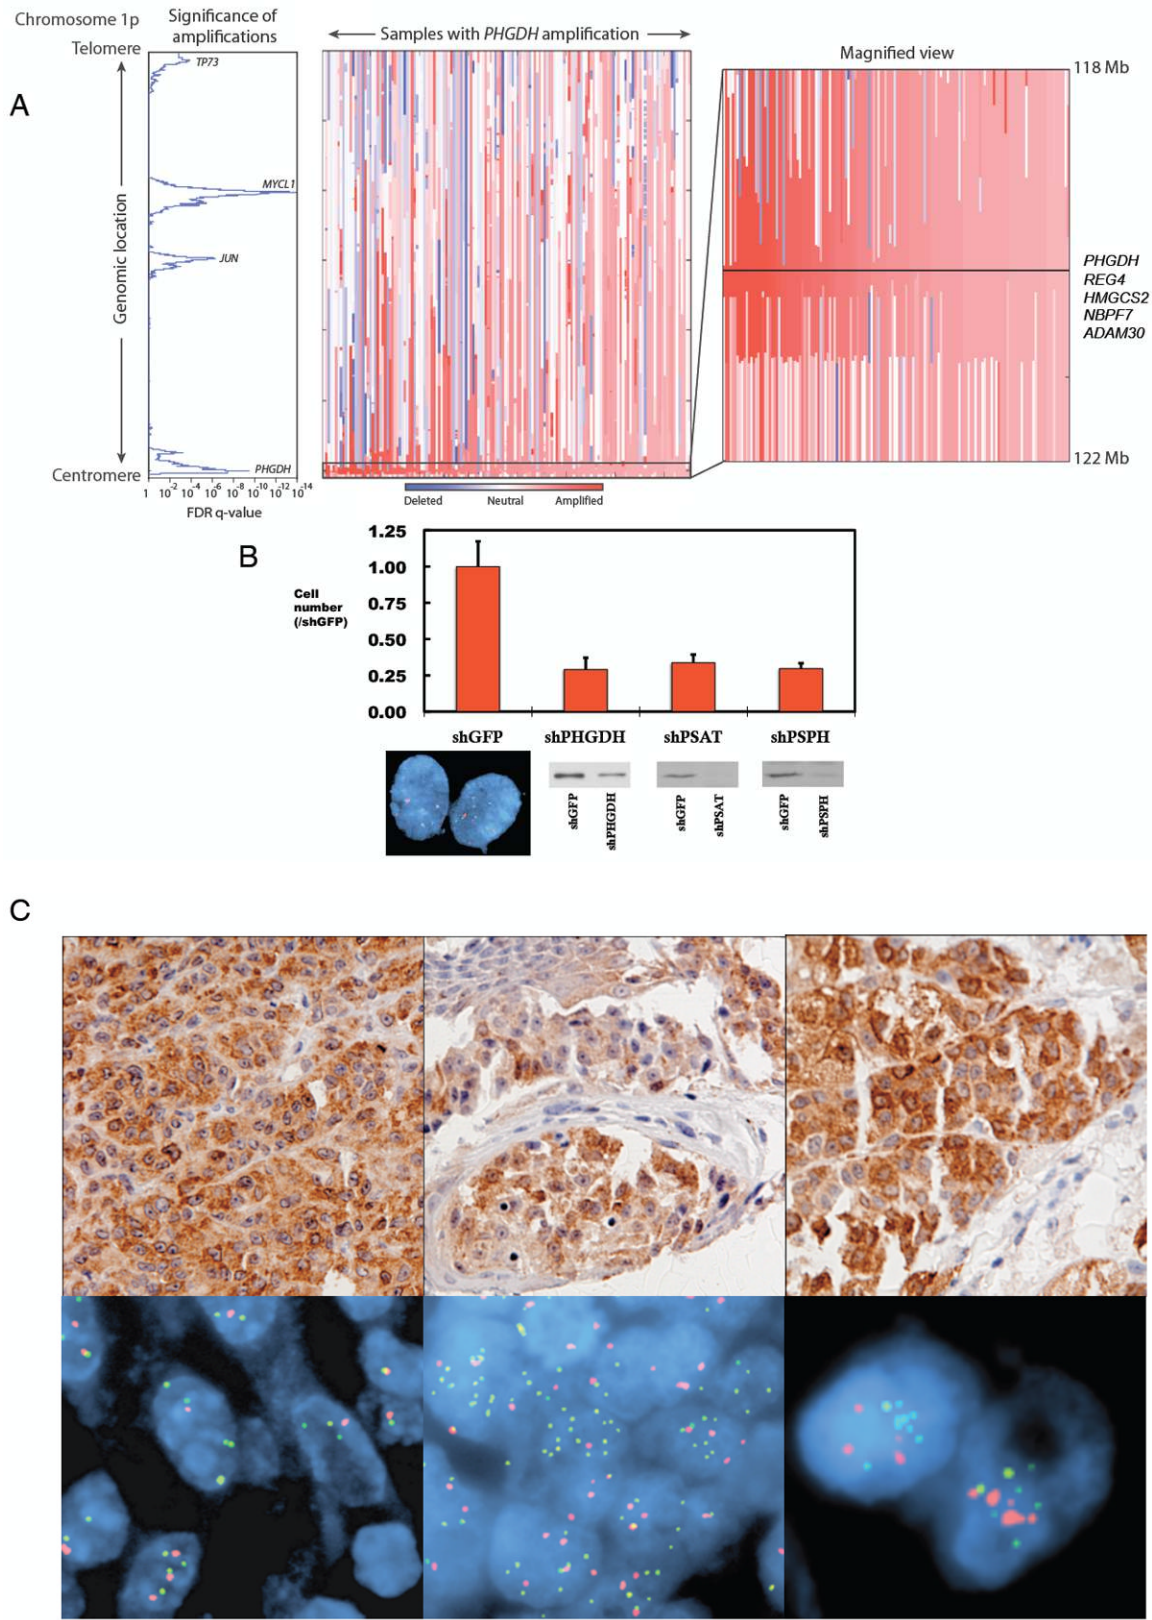 Chromosome 1p
Significance of
amplifications
Telomere
Samples with PHGDH amplification
Magnified view
118 Mb
A
TP73
MYCL1
JUN
PHGDH
Genomic location
PHGDH
REG4
HMGCS2
NBPF7
ADAM30
Centromere
122 Mb
1 10-2 10-4 10-6 10-8 10-10 10-12 10-14
FDR q-value
Deleted Neutral Amplified
B
Cell
number
(/shGFP)
1.25
1.00
0.75
0.50
0.25
0.00
shGFP shPHGDH shPSAT shPSPH
shGFP
shPHGDH
shGFP
shPSAT
shGFP
shPSPH
C